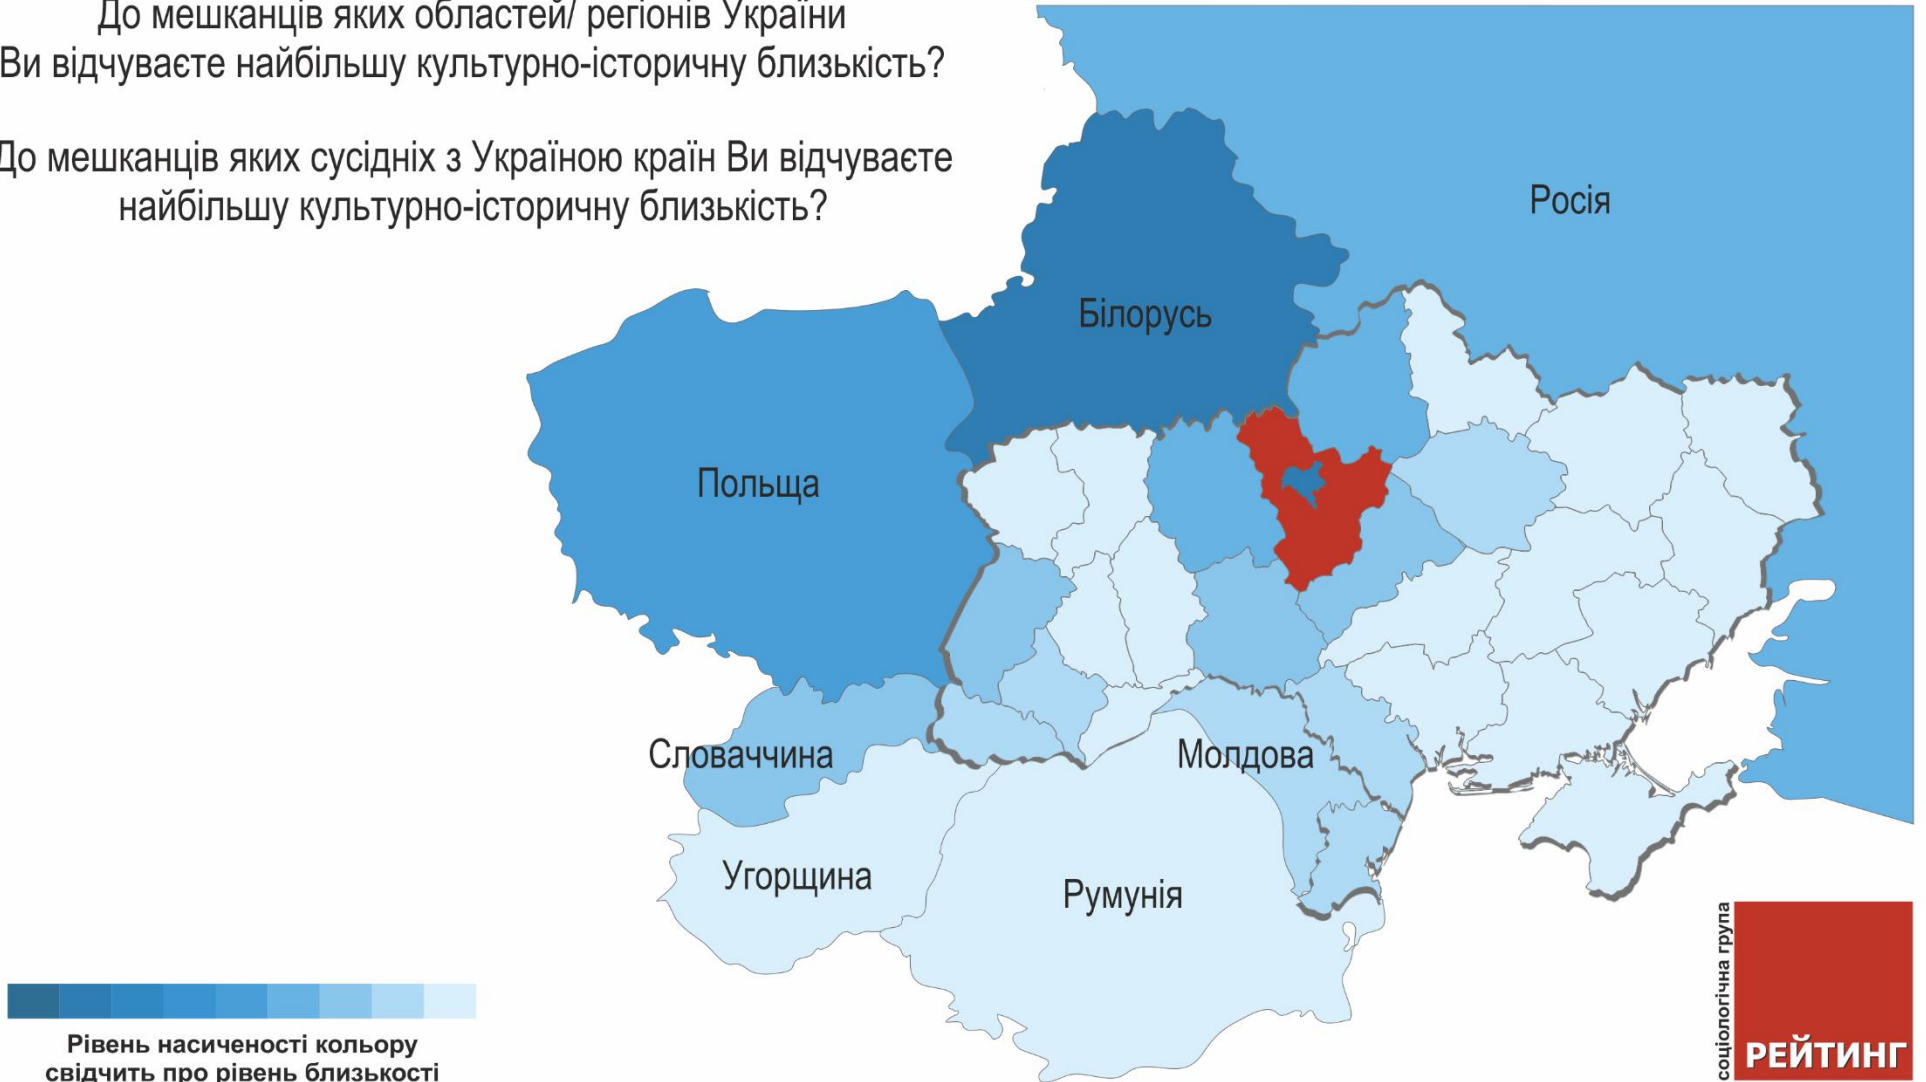 До мешканців яких областей/ регіонів України
Ви відчуваєте найбільшу культурно-історичну близькість?
До мешканців яких сусідніх з Україною країн Ви відчуваєте
найбільшу культурно-історичну близькість?
Росія
Білорусь
Польща
Словаччина
Молдова
Угорщина
Румунія
Рівень насиченості кольору
свідчить про рівень близькості
соціологічна група
РЕЙТИНГ